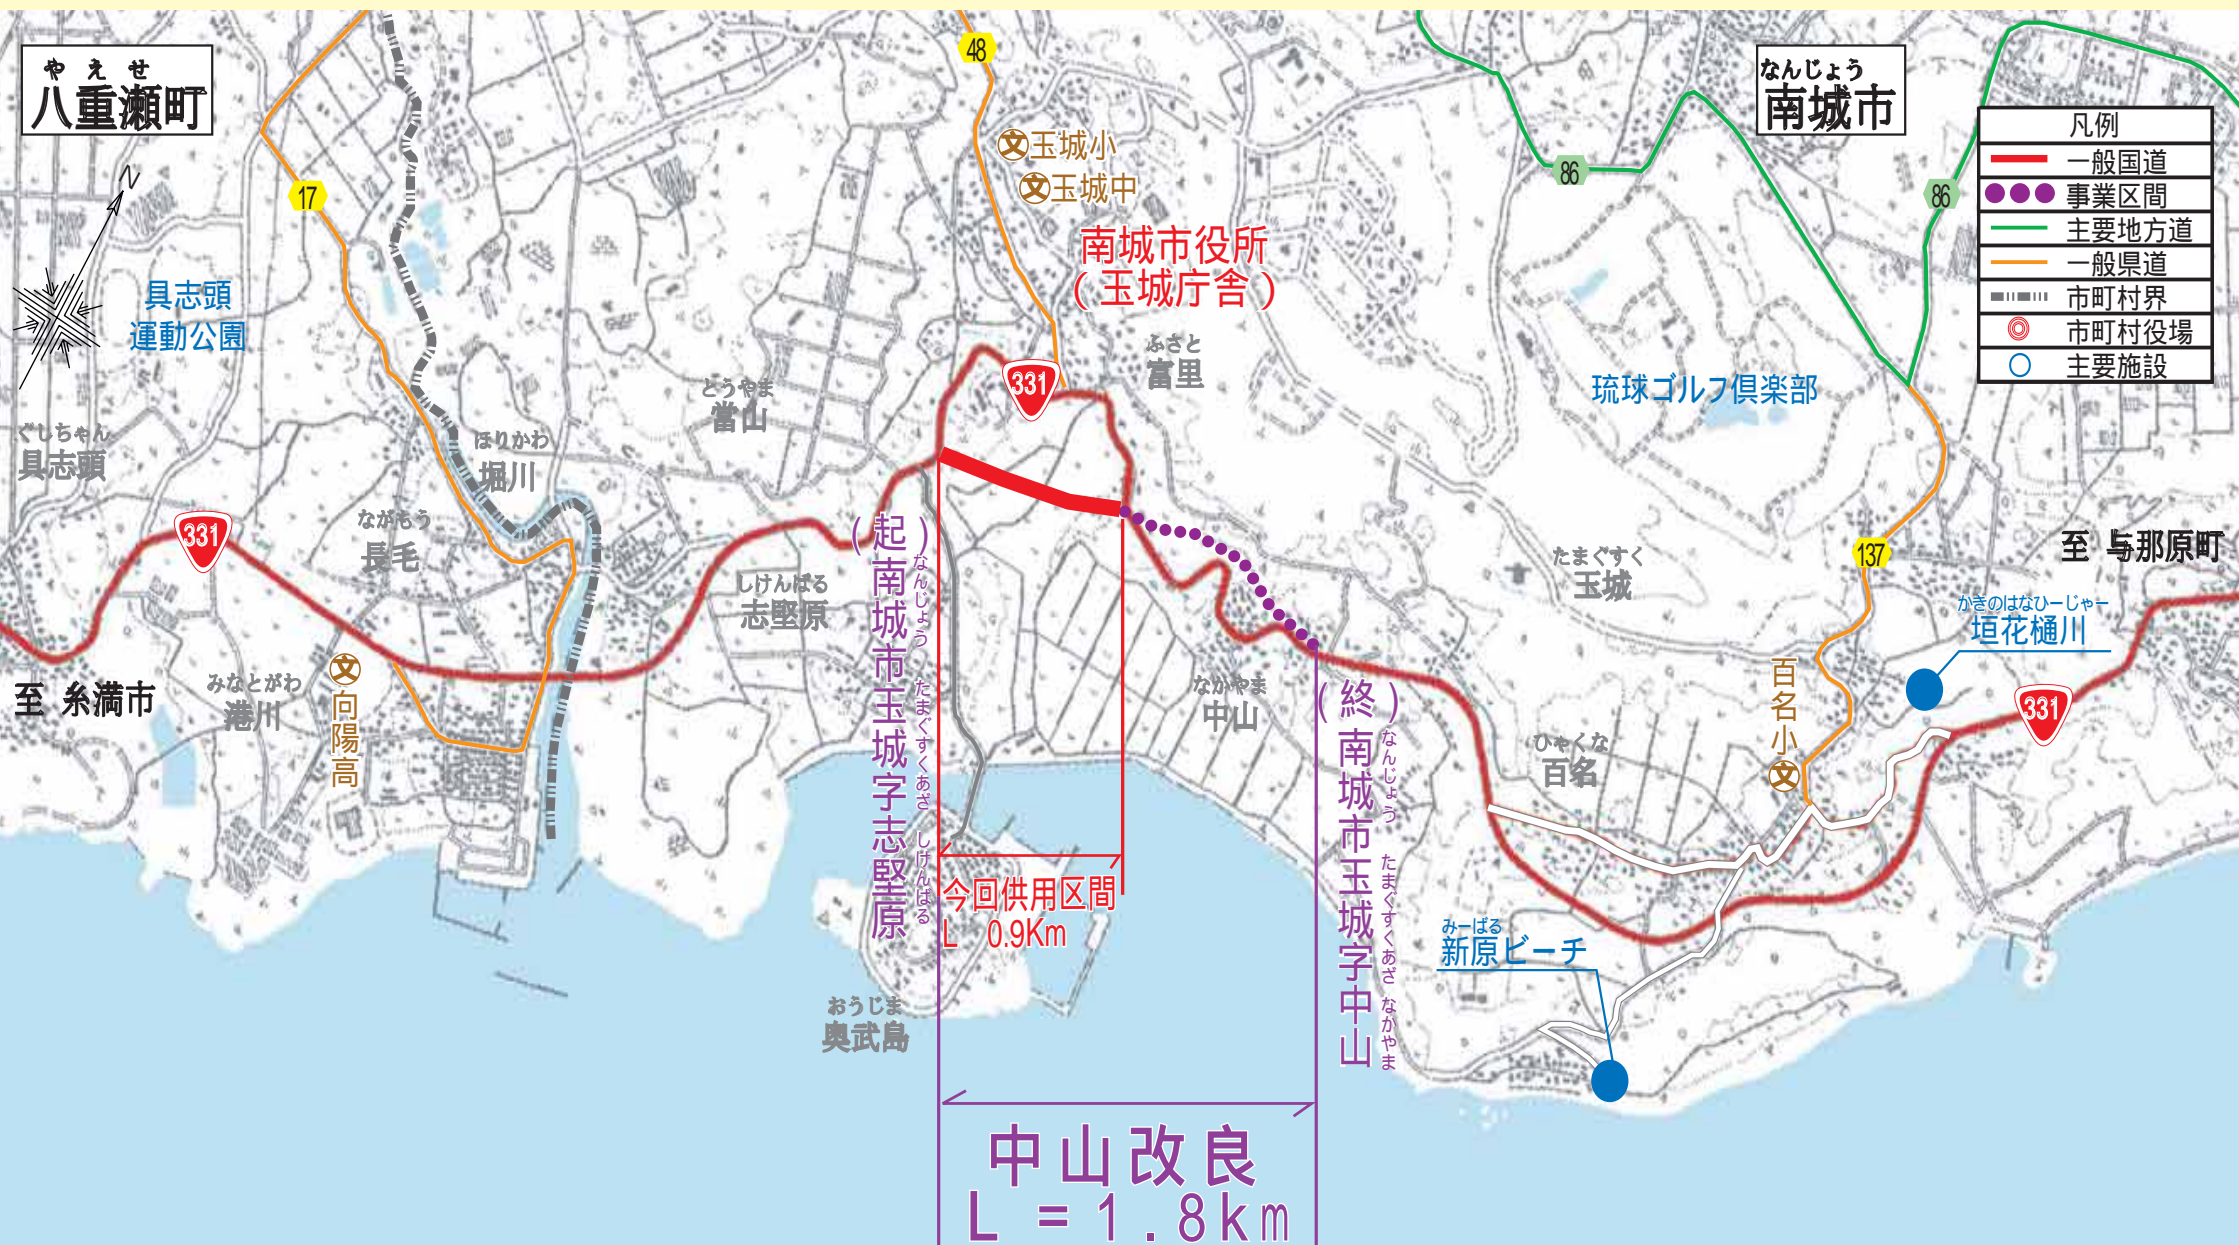 やえせ
八重瀬町
N
17
48
文玉城小
文玉城中
南城市役所
(玉城庁舎)
86
86
なんじょう
南城市
凡例
一般国道
事業区間
主要地方道
一般県道
市町村界
市町村役場
主要施設
具志頭
運動公園
ぐしちゃん
具志頭
ほりかわ
堀川
とうやま
當山
331
ふさと
富里
琉球ゴルフ倶楽部
331
ながもう
長毛
しけんばる
志堅原
たまぐすく
玉城
137
至 与那原町
かきのはなひーじゃー
垣花樋川
至 糸満市
みなとがわ
港川
文
向陽高
なかやま
中山
ひゃくな
百名
百名小
文
331
(起)南城市玉城字志堅原
なんじょう たまぐすくあざ しけんばる
(終)南城市玉城字中山
なんじょう たまぐすくあざ なかやま
今回供用区間
L 0.9Km
みーばる
新原ビーチ
おうじま
奥武島
中山改良
L =1.8km